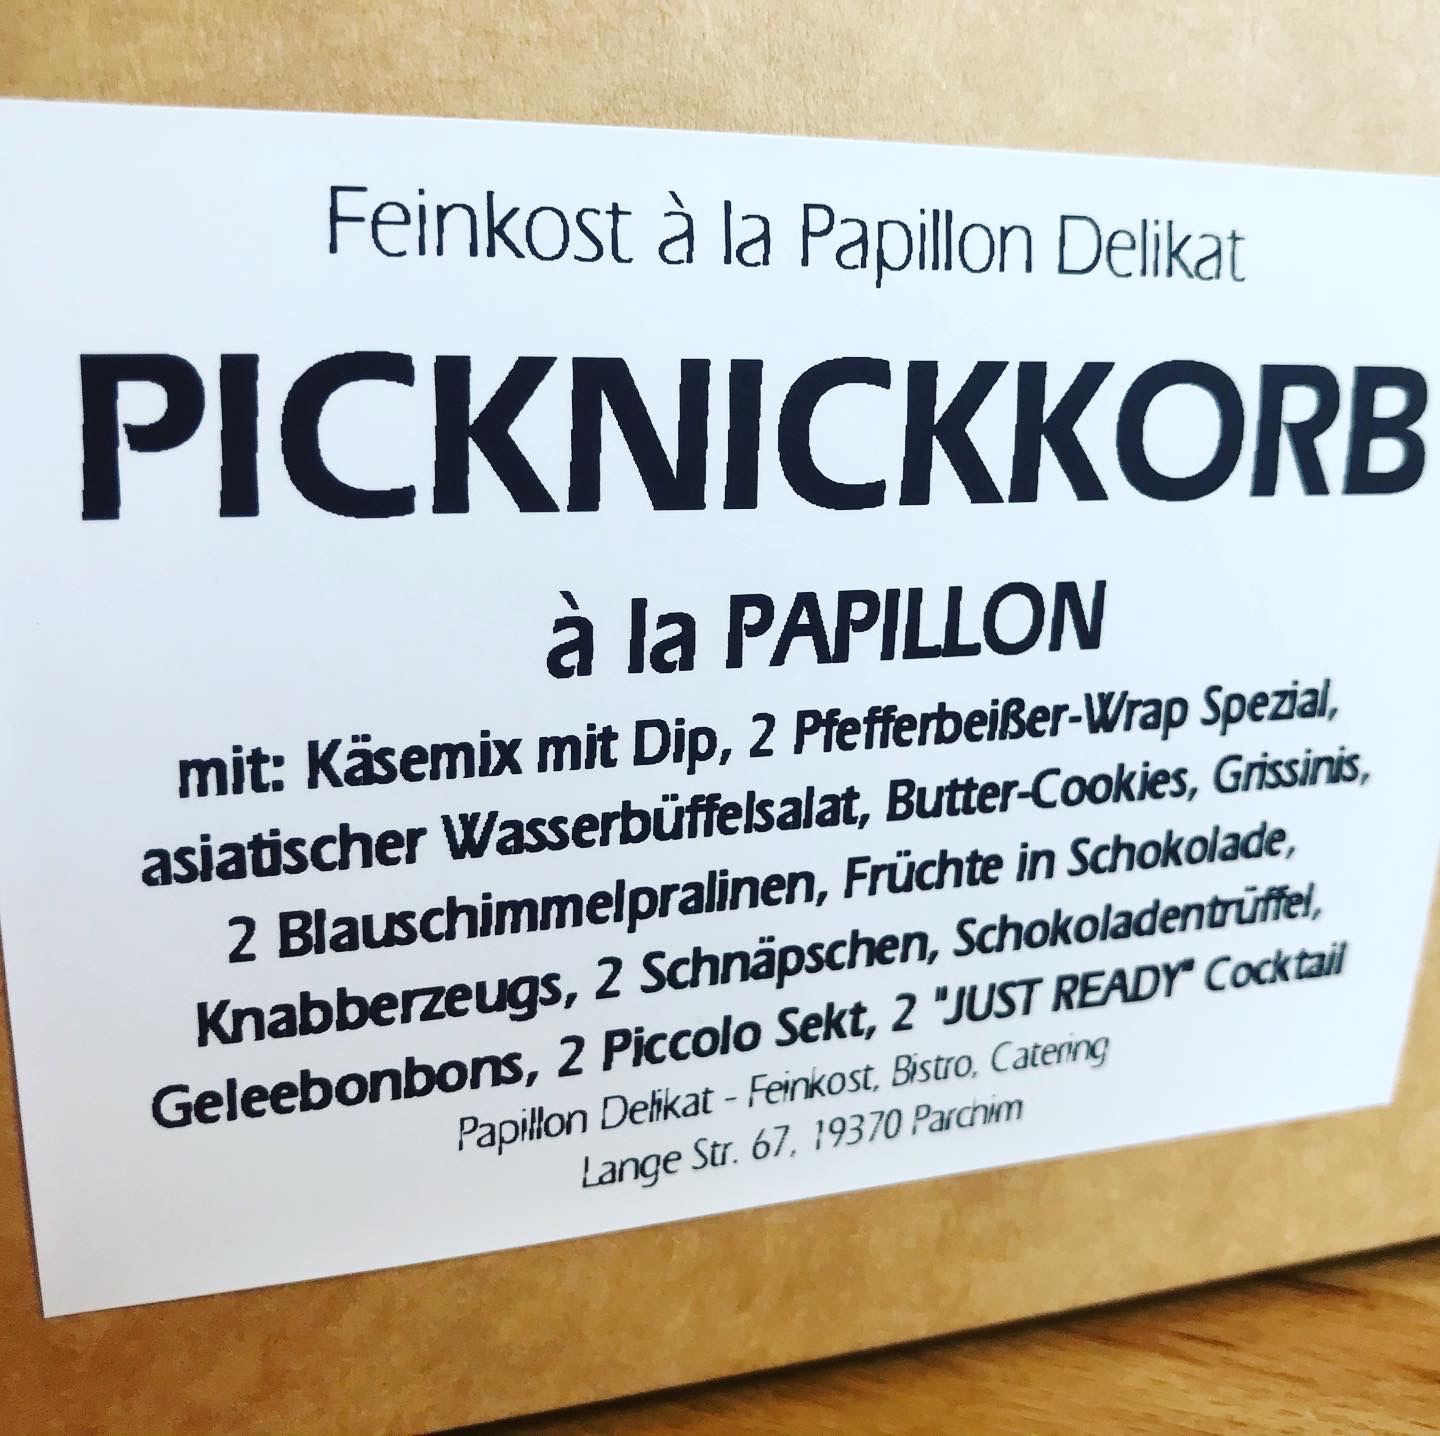 Feinkost à la Papillon Delikat
PICKNICKKORB
à la PAPILLON
mit: Käsemix mit Dip, 2 Pfefferbeißer-Wrap Spezial,
asiatischer Wasserbüffelsalat, Butter-Cookies, Grissinis,
2 Blauschimmelpralinen, Früchte in Schokolade,
Knabberzeugs, 2 Schnäpschen, Schokoladentrüffel,
Geleebonbons, 2 Piccolo Sekt, 2 "JUST READY" Cocktail
Papillon Delikat - Feinkost, Bistro, Catering
Lange Str. 67, 19370 Parchim